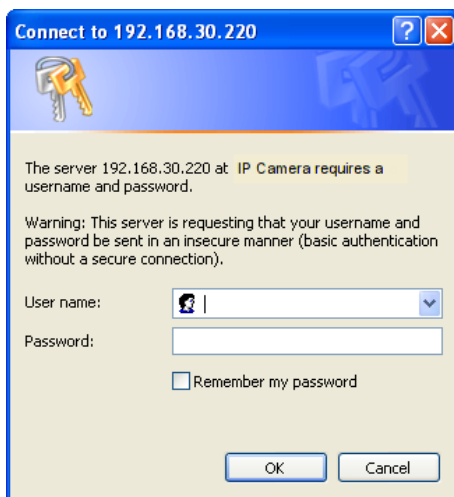 Connect to 192.168.30.220
The server 192.168.30.220 at IP Camera requires a
username and password.
Warning: This server is requesting that your username and
password be sent in an insecure manner (basic authentication
without a secure connection).
User name:
Password:
Remember my password
OK
Cancel